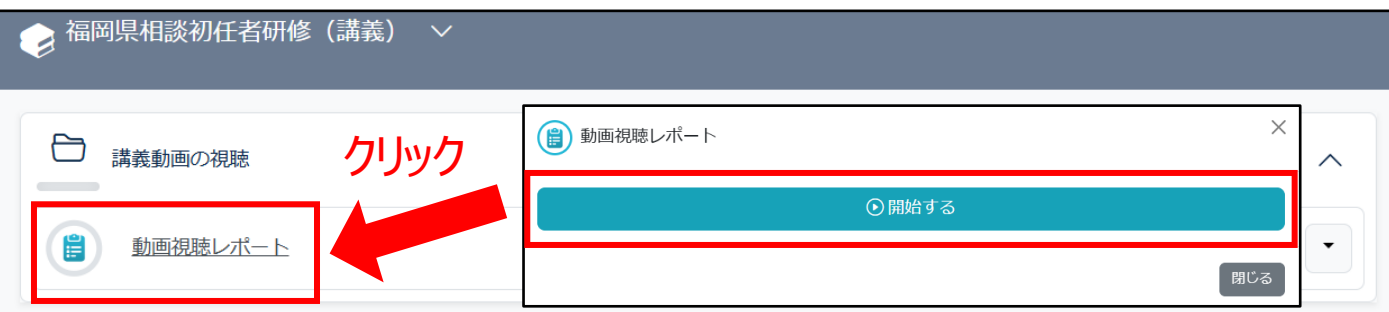 福岡県相談初任者研修（講義）
講義動画の視聴
クリック
動画視聴レポート
動画視聴レポート
開始する
閉じる